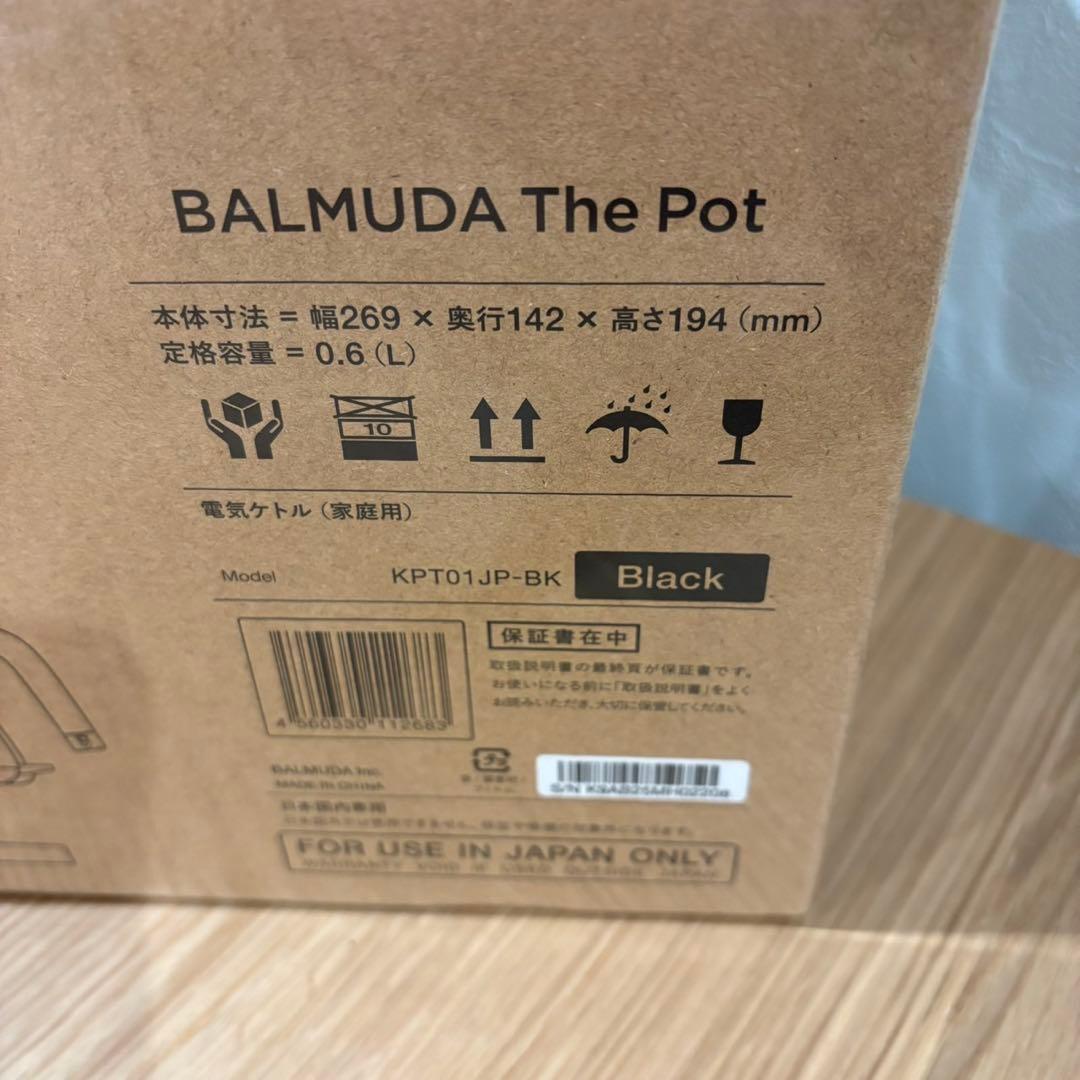 BALMUDA The Pot
本体寸法 = 幅269 × 奥行142 × 高さ194（mm）
定格容量 = 0.6（L）
10
電気ケトル（家庭用）
Model KPT01JP-BK Black
保証書在中
取扱説明書の最終頁が保証書です。
お使いになる前に「取扱説明書」をよく
お読みいただき、大切に保管してください。
4 560330 112683
BALMUDA Inc.
MADE IN CHINA
S/N
日本国内専用
FOR USE IN JAPAN ONLY
WARRANTY VOID IF USED OUTSIDE JAPAN